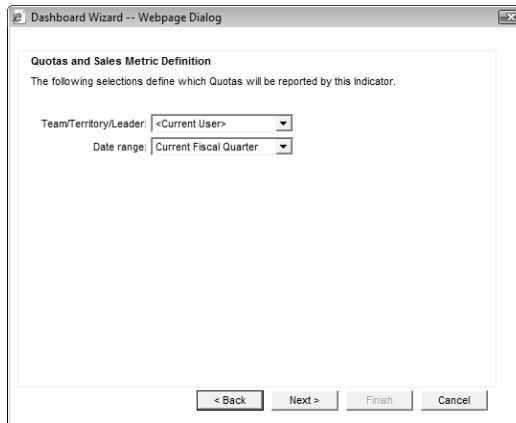 Dashboard Wizard -- Webpage Dialog
Quotas and Sales Metric Definition
The following selections define which Quotas will be reported by this Indicator.
Team/Territory/Leader: <Current User>
Date range: Current Fiscal Quarter
< Back Next > Finish Cancel